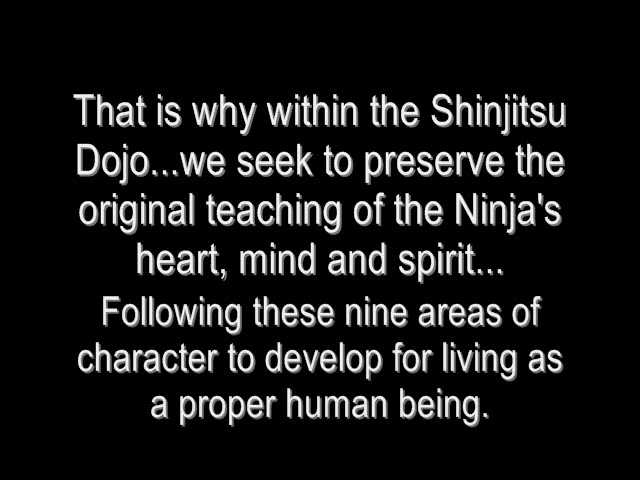 That is why within the Shinjitsu
Dojo...we seek to preserve the
original teaching of the Ninja's
heart, mind and spirit...
Following these nine areas of
character to develop for living as
a proper human being.